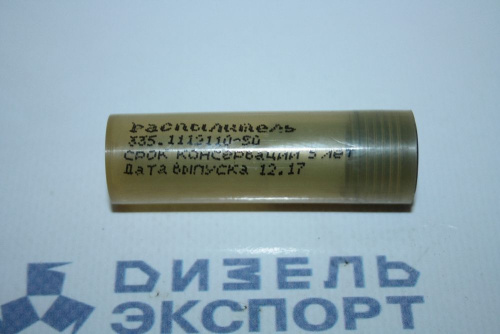 Распылитель
335.1112110-50
СРОК КОНСЕРВАЦИИ 5 лет
Дата выпуска 12.17
ДИЗЕЛЬ
ЭКСПОРТ